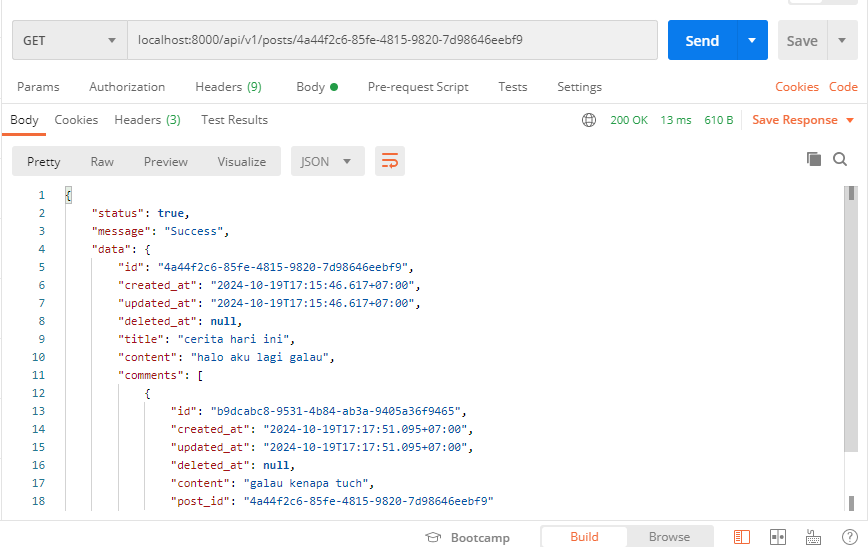 GET localhost:8000/api/v1/posts/4a44f2c6-85fe-4815-9820-7d98646eebf9 Send Save
Params Authorization Headers (9) Body Pre-request Script Tests Settings Cookies Code
Body Cookies Headers (3) Test Results 200 OK 13 ms 610 B Save Response
Pretty Raw Preview Visualize JSON
1 {
2 "status": true,
3 "message": "Success",
4 "data": {
5 "id": "4a44f2c6-85fe-4815-9820-7d98646eebf9",
6 "created_at": "2024-10-19T17:15:46.617+07:00",
7 "updated_at": "2024-10-19T17:15:46.617+07:00",
8 "deleted_at": null,
9 "title": "cerita hari ini",
10 "content": "halo aku lagi galau",
11 "comments": [
12 {
13 "id": "b9dcabc8-9531-4b84-ab3a-9405a36f9465",
14 "created_at": "2024-10-19T17:17:51.095+07:00",
15 "updated_at": "2024-10-19T17:17:51.095+07:00",
16 "deleted_at": null,
17 "content": "galau kenapa tuch",
18 "post_id": "4a44f2c6-85fe-4815-9820-7d98646eebf9"
Bootcamp Build Browse